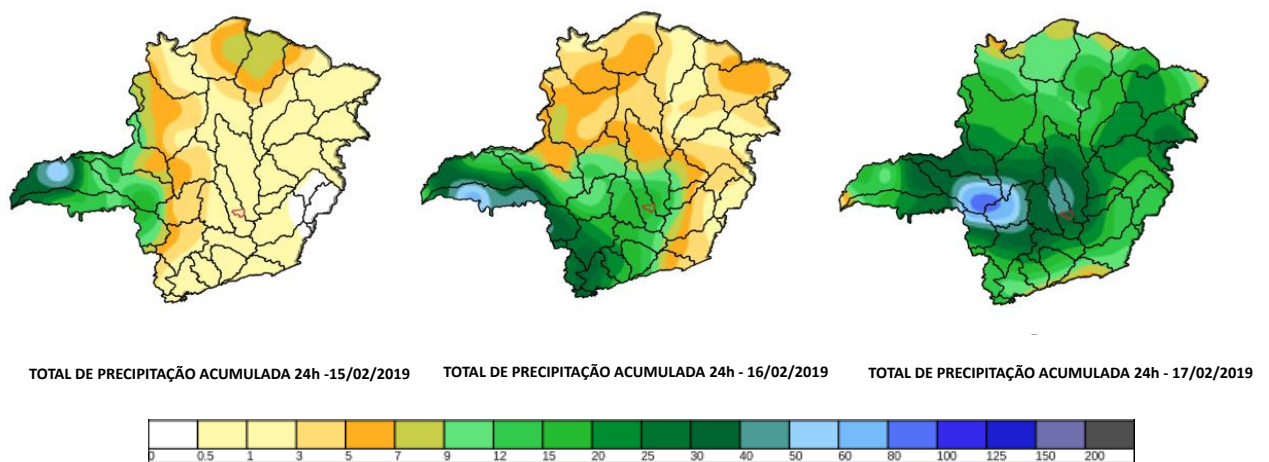 TOTAL DE PRECIPITAÇÃO ACUMULADA 24h -15/02/2019
TOTAL DE PRECIPITAÇÃO ACUMULADA 24h - 16/02/2019
TOTAL DE PRECIPITAÇÃO ACUMULADA 24h - 17/02/2019
0 0.5 1 3 5 7 9 12 15 20 25 30 40 50 60 80 100 125 150 200